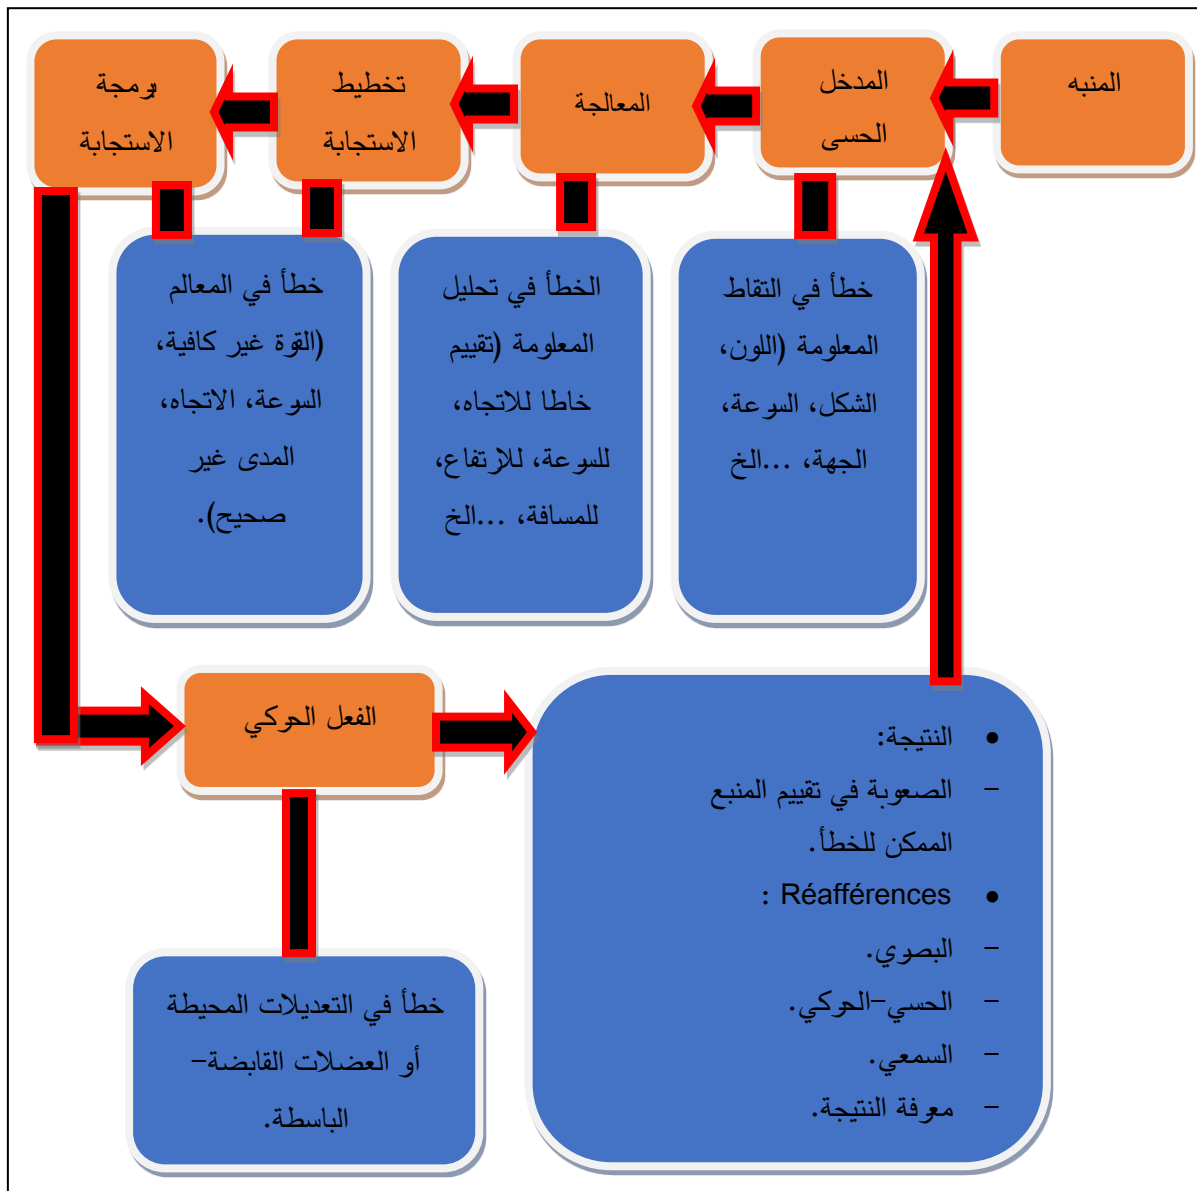 المنبه
المدخل
الحسى
المعالجة
تخطيط
الاستجابة
برمجة
الاستجابة
خطأ في التقاط
المعلومة (اللون،
الشكل، السرعة،
الجهة، ...الخ
الخطأ في تحليل
المعلومة (تقييم
خاطا للاتجاه،
للسرعة، للإرتفاع،
للمسافة، ...الخ
خطأ في المعالم
(القوة غير كافية،
السرعة، الاتجاه،
المدى غير
صحيح).
الفعل الحركي
• النتيجة:
- الصعوبة في تقييم المنبع
الممكن للخطأ.
• Réafférences :
- البصري.
- الحسي-الحركي.
- السمعي.
- معرفة النتيجة.
خطأ في التعديلات المحيطة
أو العضلات القابضة-
الباسطة.